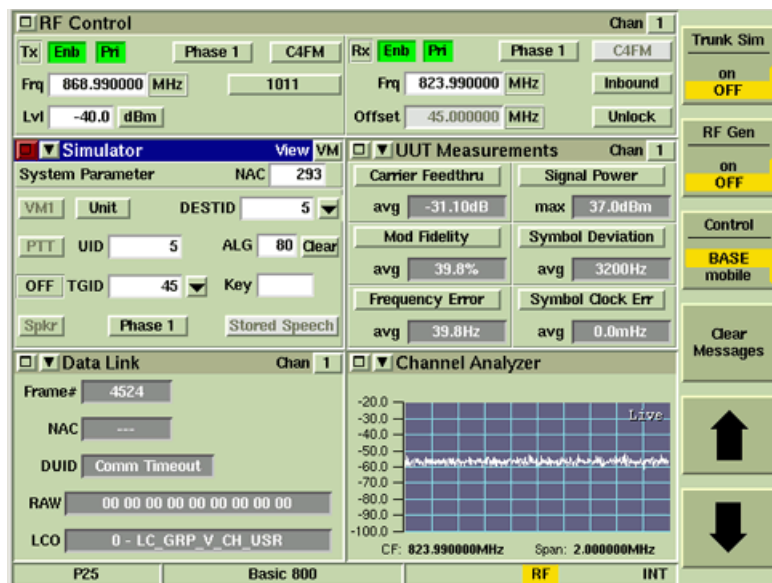 RF Control Chan 1
Tx Enb Pri Phase 1 C4FM
Frq 868.990000 MHz 1011
Lvl -40.0 dBm
Rx Enb Pri Phase 1 C4FM
Frq 823.990000 MHz Inbound
Offset 45.000000 MHz Unlock
Simulator View VM
System Parameter NAC 293
VM1 Unit DESTID 5
PTT UID 5 ALG 80 Clear
OFF TGID 45 Key
Spkr Phase 1 Stored Speech
UUT Measurements Chan 1
Carrier Feedthru Signal Power
avg -31.10dB max 37.0dBm
Mod Fidelity Symbol Deviation
avg 39.8% avg 3200Hz
Frequency Error Symbol Clock Err
avg 39.8Hz avg 0.0mHz
Data Link Chan 1
Frame# 4524
NAC ---
DUID Comm Timeout
RAW 00 00 00 00 00 00 00 00 00
LCO 0 - LC_GRP_V_CH_USR
Channel Analyzer
Live
-20.0
-30.0
-40.0
-50.0
-60.0
-70.0
-80.0
-90.0
-100.0
CF: 823.990000MHz Span: 2.000000MHz
Trunk Sim
on
OFF
RF Gen
on
OFF
Control
BASE
mobile
Clear
Messages
P25 Basic 800 RF INT